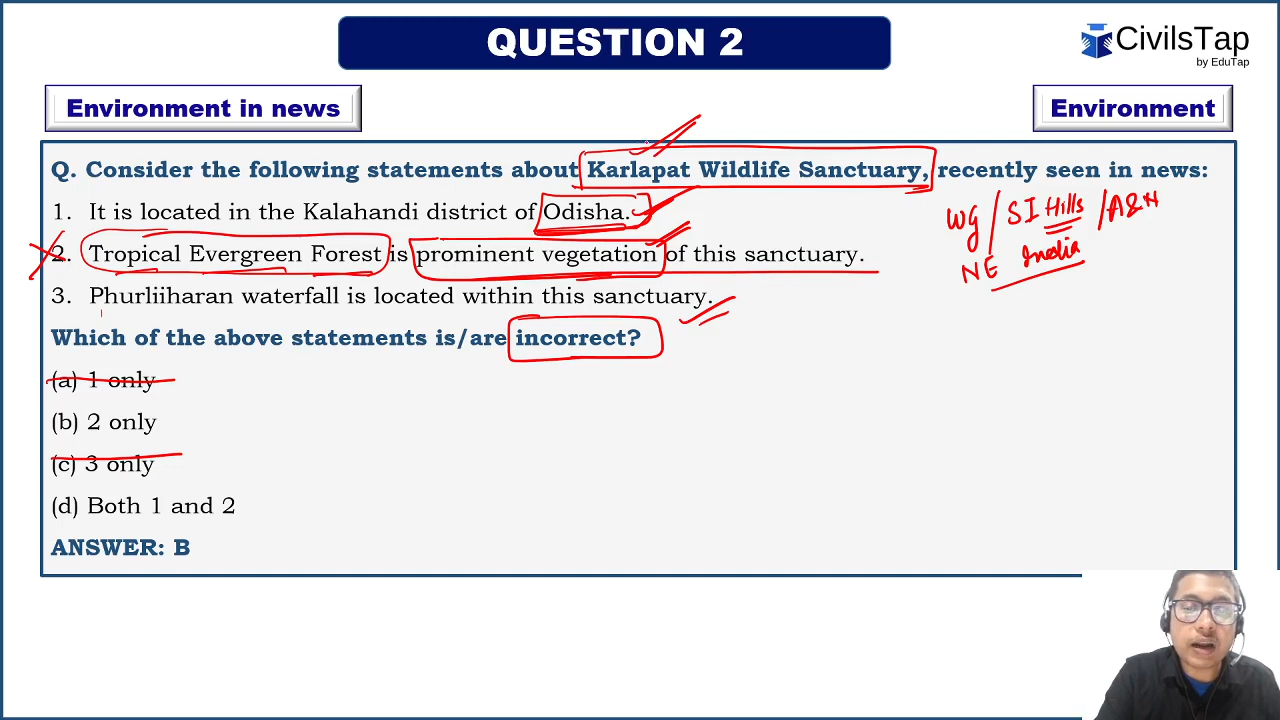 QUESTION 2
CivilsTap
by EduTap
Environment in news
Environment
Q. Consider the following statements about Karlapat Wildlife Sanctuary, recently seen in news:
1. It is located in the Kalahandi district of Odisha.
WG / SI Hills / A&N
2. Tropical Evergreen Forest is prominent vegetation of this sanctuary.
NE India
3. Phurliiharan waterfall is located within this sanctuary.
Which of the above statements is/are incorrect?
(a) 1 only
(b) 2 only
(c) 3 only
(d) Both 1 and 2
ANSWER: B